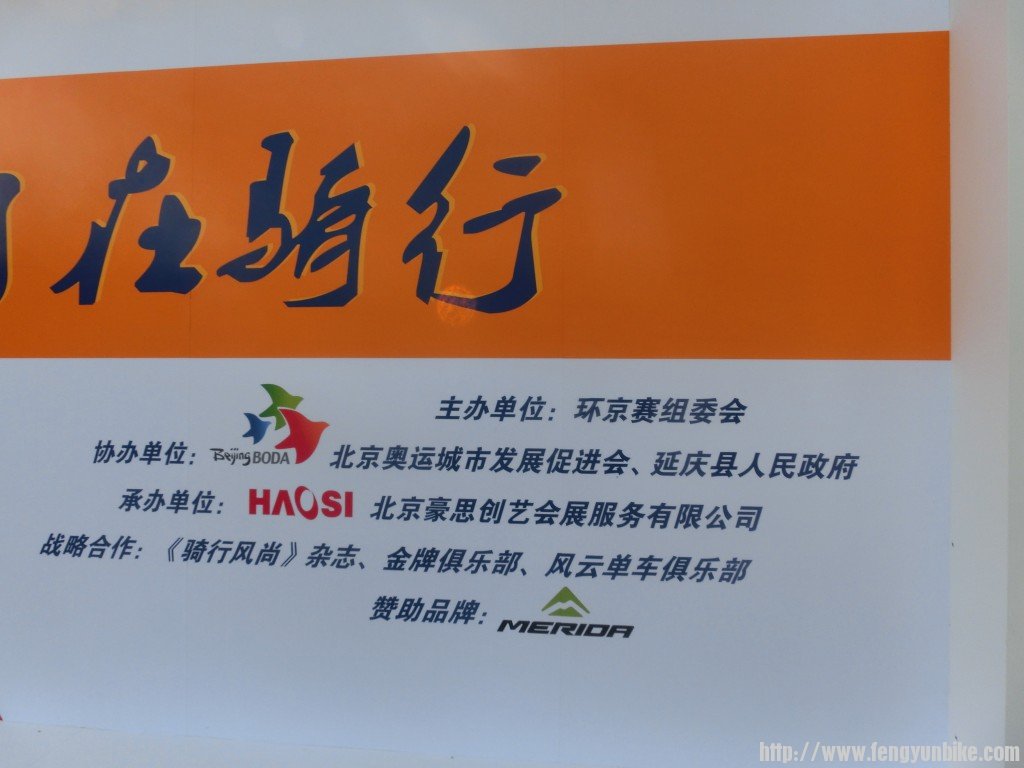 在骑行
主办单位：环京赛组委会
协办单位：Beijing BODA 北京奥运城市发展促进会、延庆县人民政府
承办单位：HAOSI 北京豪思创艺会展服务有限公司
战略合作：《骑行风尚》杂志、金牌俱乐部、风云单车俱乐部
赞助品牌：MERIDA
http://www.fengyunbike.com